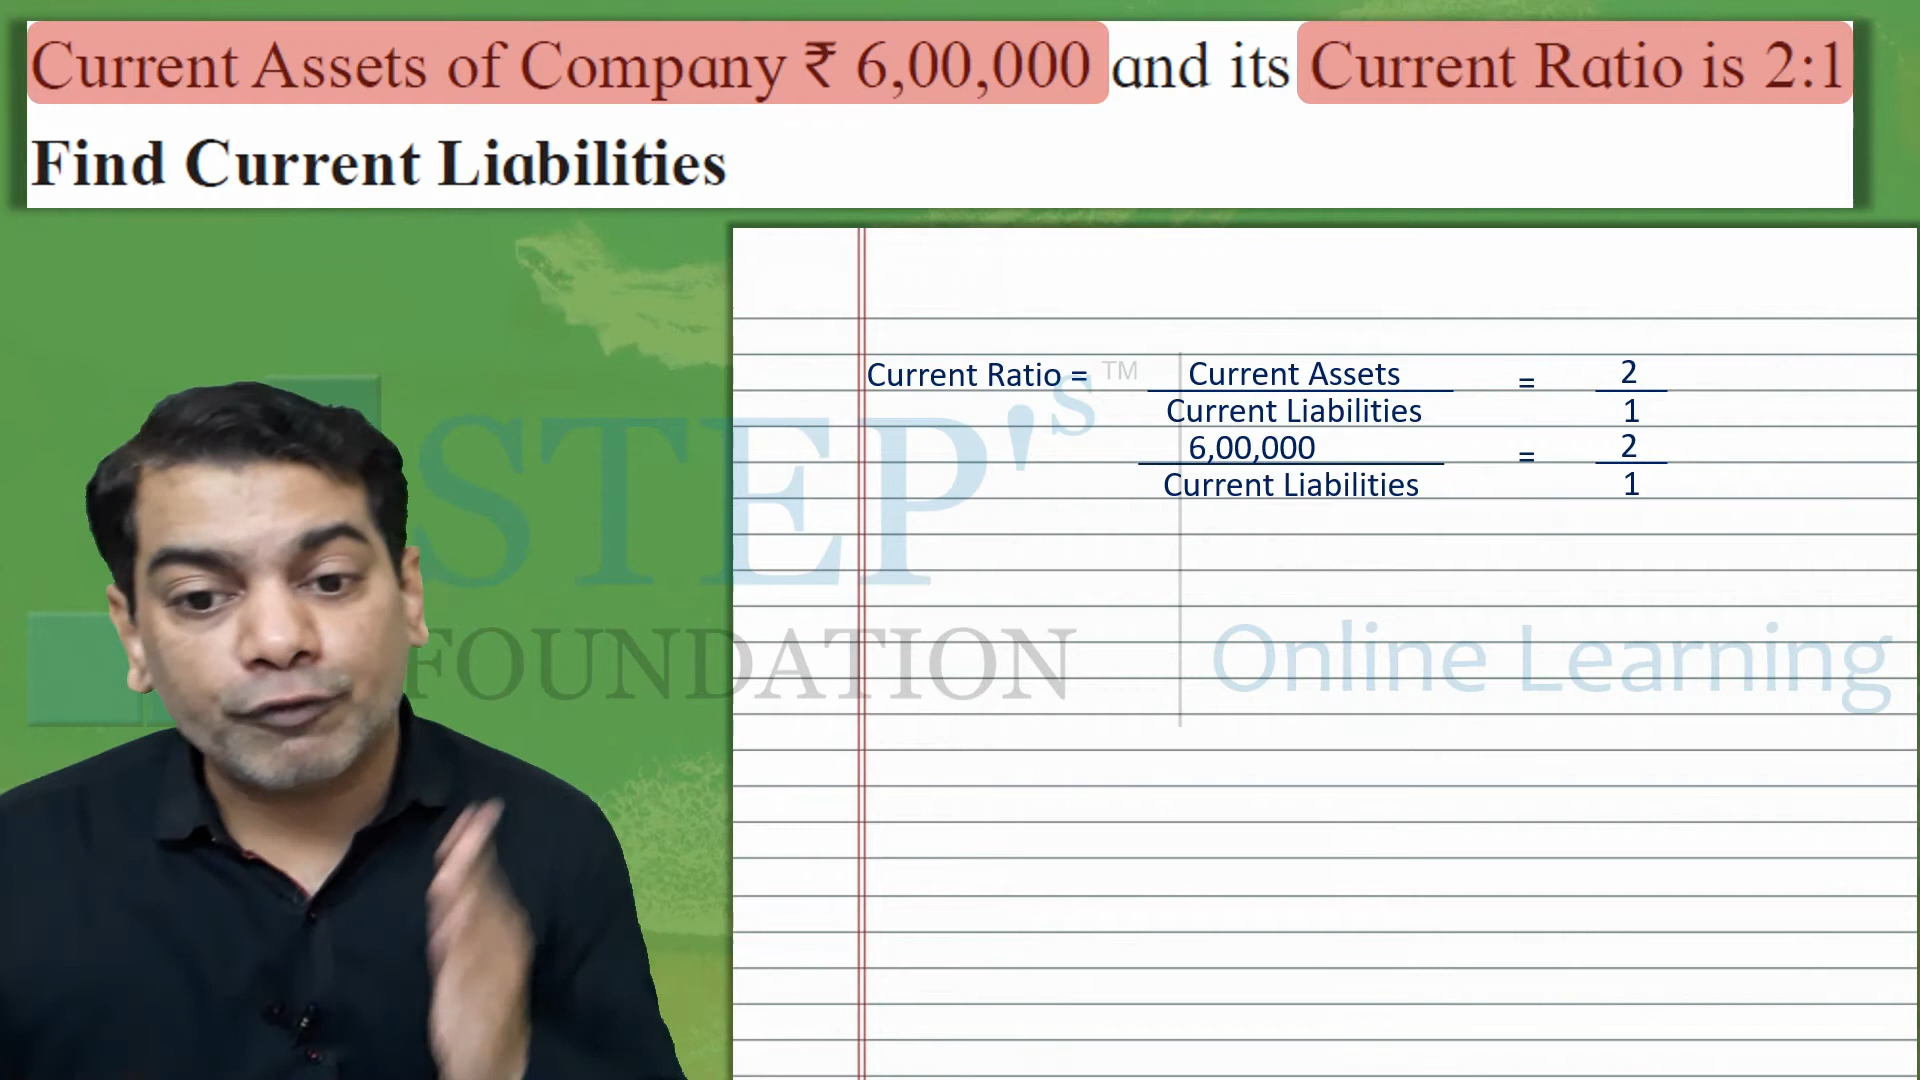 Current Assets of Company ₹ 6,00,000 and its Current Ratio is 2:1
Find Current Liabilities
Current Ratio = Current Assets = 2
Current Liabilities 1
6,00,000 = 2
Current Liabilities 1
STEP's™
FOUNDATION
Online Learning